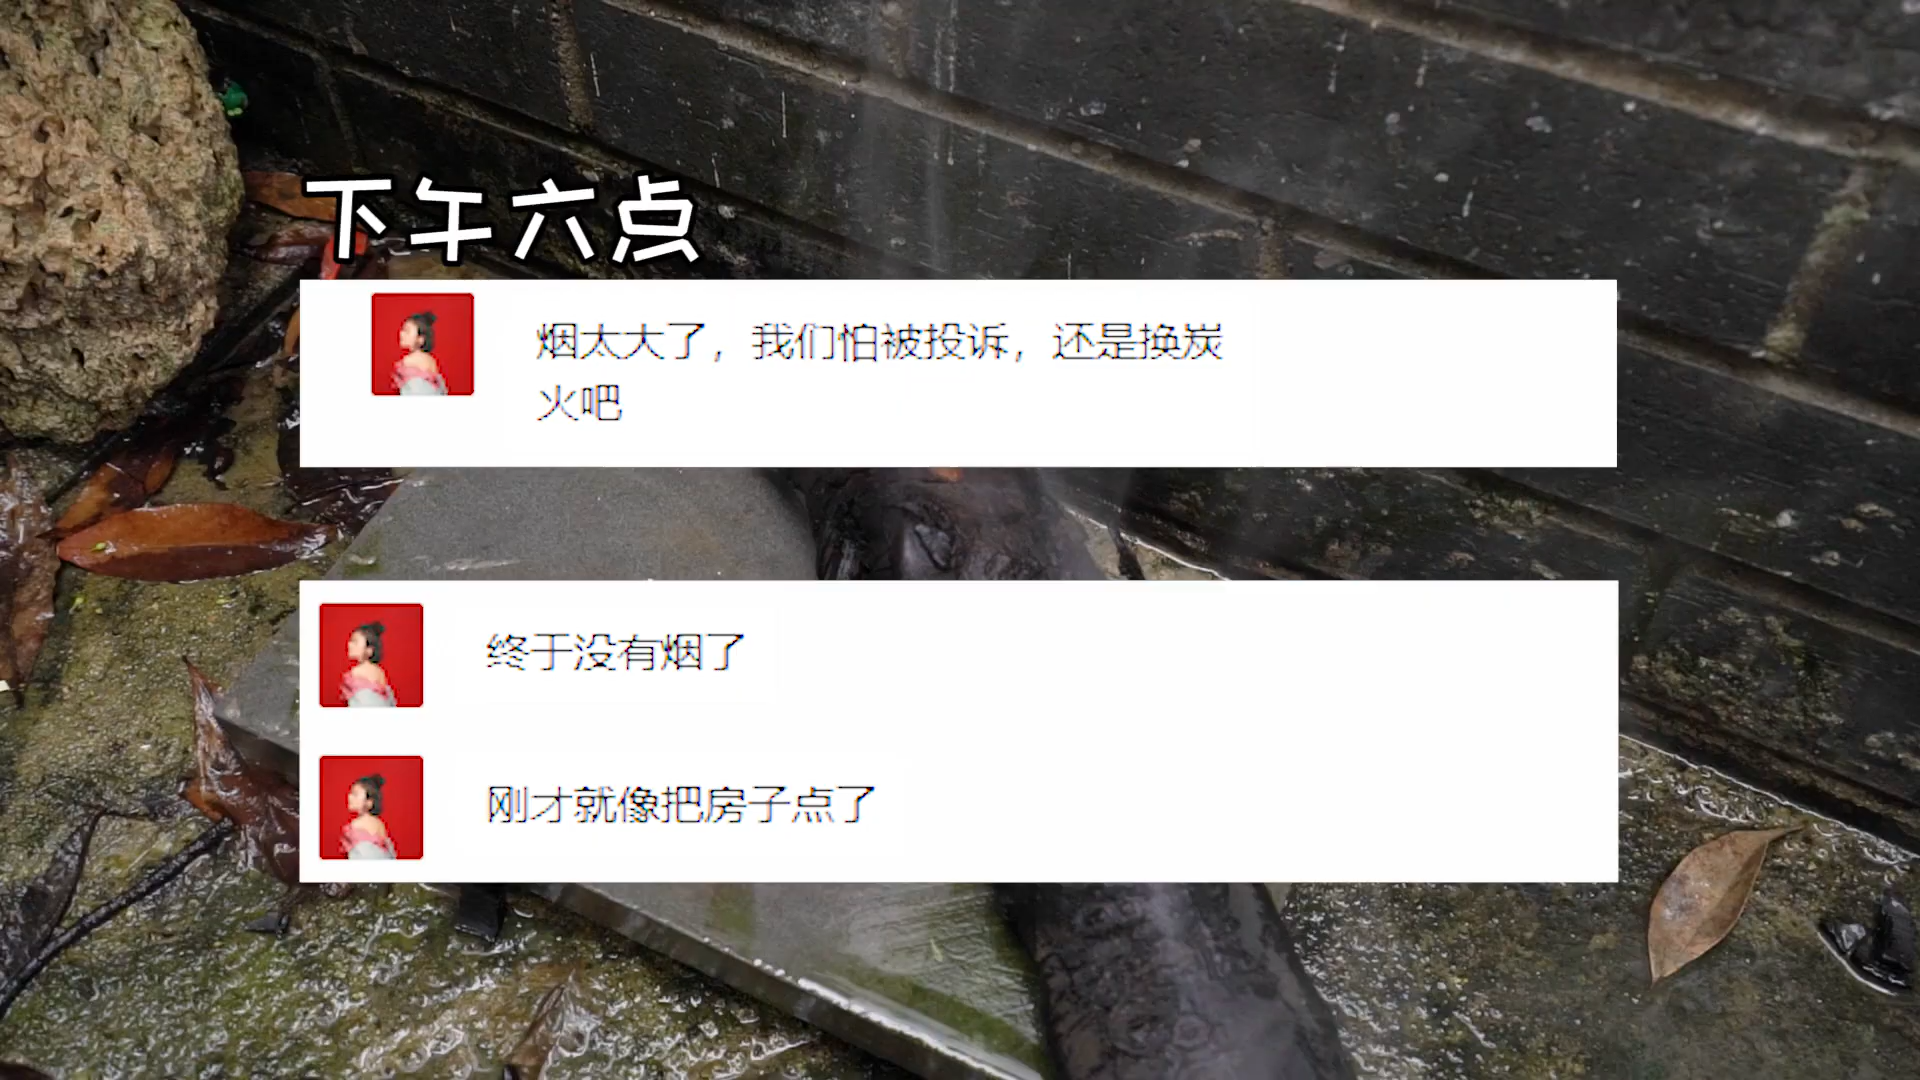 下午六点
烟太大了，我们怕被投诉，还是换炭
火吧
终于没有烟了
刚才就像把房子点了